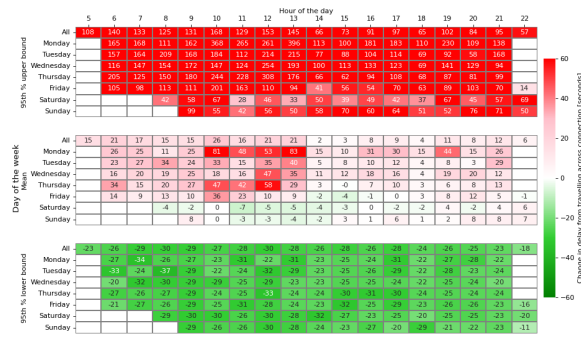 Hour of the day
5 6 7 8 9 10 11 12 13 14 15 16 17 18 19 20 21 22
All 108 140 133 125 131 168 129 153 145 66 73 91 97 65 102 84 95 57
Monday 165 168 111 162 368 265 261 396 113 100 181 183 110 230 109 138
Tuesday 157 164 209 168 184 112 214 215 77 88 104 114 69 92 58 168
Wednesday 116 147 154 172 147 100 113 133 123 69 141 129 94
Thursday 205 125 150 180 244 228 308 176 66 62 94 108 68 87 81 99
Friday 105 98 113 111 201 163 110 94 41 56 70 63 89 103 70 14
Saturday 42 58 67 28 46 33 50 39 49 42 37 67 45 57 69
Sunday 99 55 42 56 50 58 70 60 64 51 52 76 71 50
95th % upper bound
All 15 21 17 15 15 26 16 21 21 2 3 8 9 4 11 8 12 6
Monday 26 25 11 25 81 48 53 83 15 10 31 30 15 44 15 21
Tuesday 23 27 34 24 33 15 35 40 5 8 10 12 4 8 3 29
Wednesday 16 20 19 25 18 16 47 35 11 12 18 16 4 19 20 12
Thursday 34 15 20 27 47 42 58 29 3 -0 7 10 3 6 8 13
Friday 14 9 13 10 36 23 10 9 -2 -4 -1 0 3 8 12 5 -1
Saturday -4 -2 0 -7 -5 -5 -4 -3 0 -2 -2 4 -2 4 6
Sunday 8 0 -3 -3 -4 -2 3 1 6 2 8 8 7
Mean
Day of the week
All -23 -26 -29 -30 -29 -27 -28 -30 -28 -26 -28 -26 -28 -24 -26 -25 -23 -18
Monday -27 -34 -26 -27 -23 -31 -22 -31 -23 -25 -24 -24 -31 -22 -27 -28 -22
Tuesday -33 -24 -37 -29 -22 -24 -32 -29 -23 -25 -26 -29 -22 -28 -23 -24
Wednesday -20 -32 -30 -29 -29 -25 -30 -23
Thursday -27 -26 -27 -29 -24 -26 -33 -24 -24 -30 -31 -30 -24 -25 -24 -24
Friday -21 -27 -26 -29 -25 -31 -28 -24 -23 -32 -25 -29 -23 -26 -26 -23 -16
Saturday -29 -30 -30 -26 -30 -28 -32 -27 -24 -23 -25 -20 -25 -25 -23 -20
Sunday -29 -26 -26 -28 -30 -24 -23 -27 -20 -29 -21 -22 -23 -11
95th % lower bound
60
40
20
0
−20
−40
−60
Change in delay from travelling across connection [seconds]